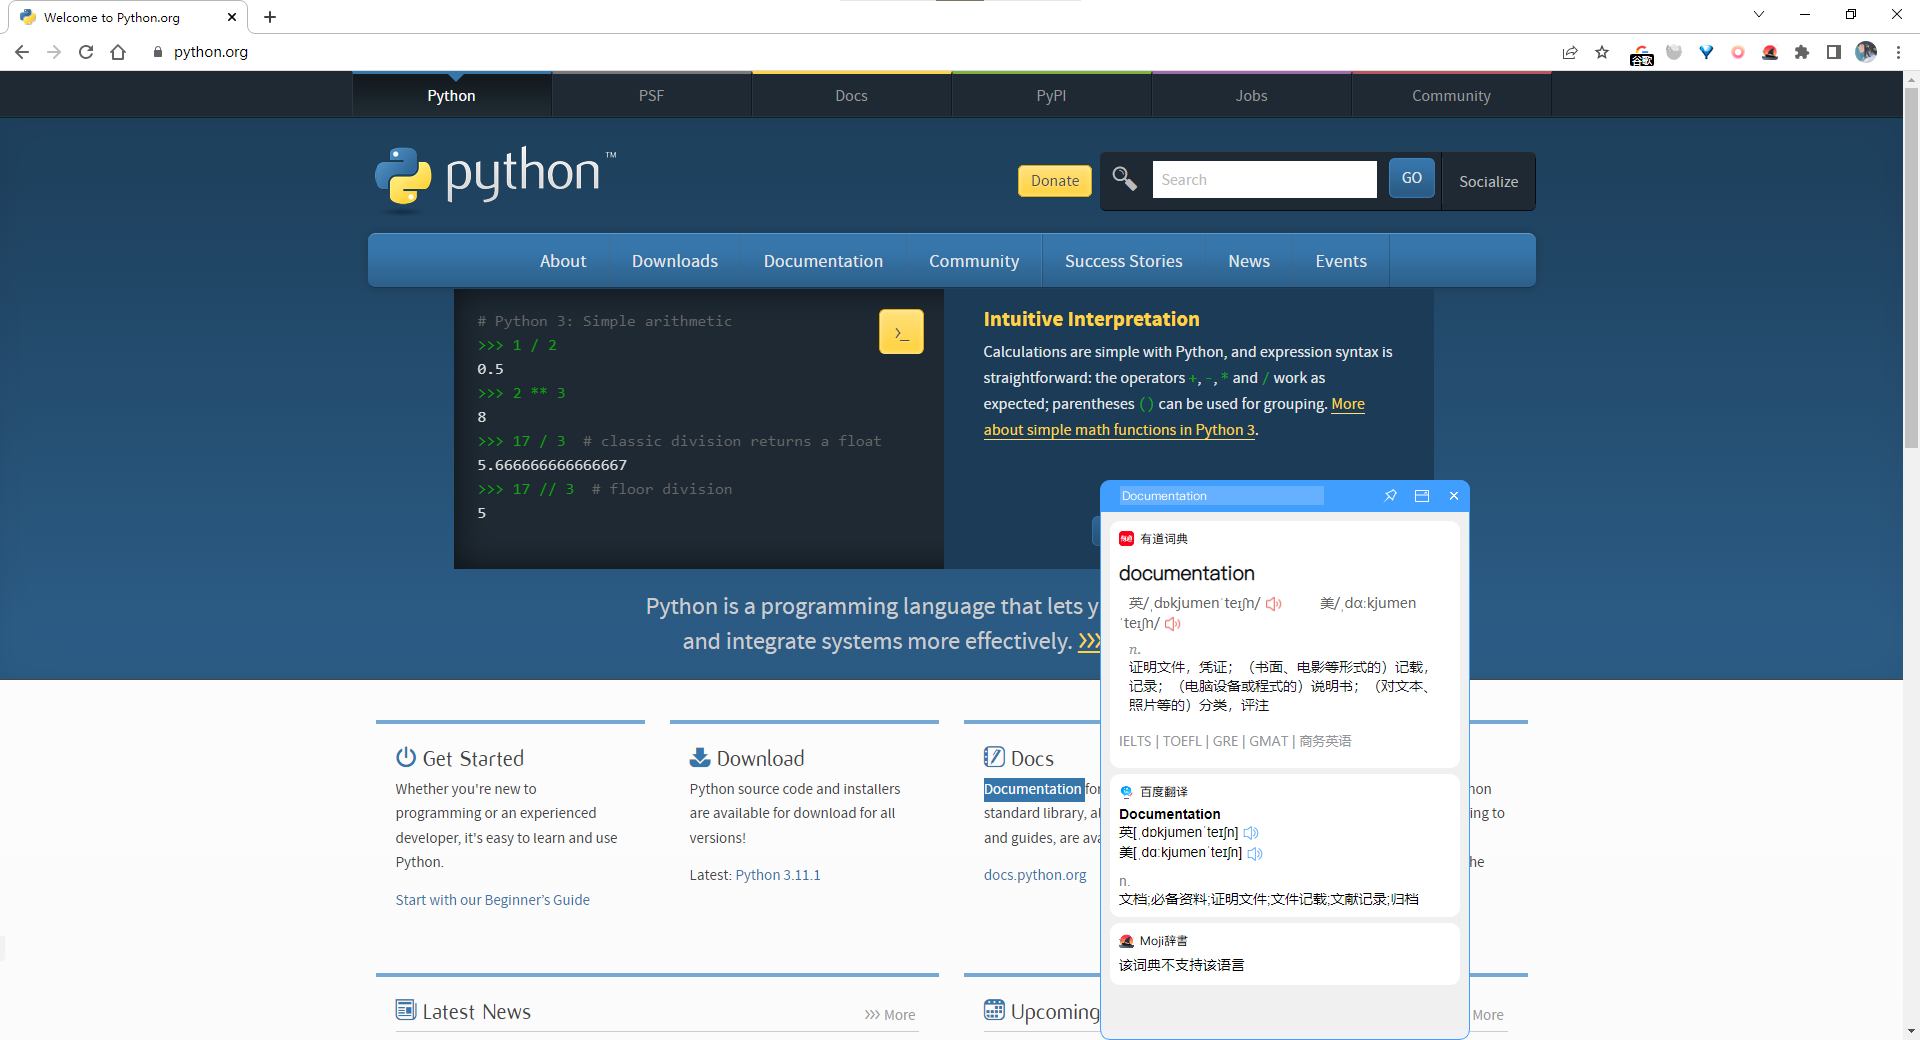 Welcome to Python.org
python.org
谷歌
Python
PSF
Docs
PyPI
Jobs
Community
python™
Donate
Search
GO
Socialize
About
Downloads
Documentation
Community
Success Stories
News
Events
# Python 3: Simple arithmetic
>>> 1 / 2
0.5
>>> 2 ** 3
8
>>> 17 / 3  # classic division returns a float
5.666666666666667
>>> 17 // 3  # floor division
5
>_
Intuitive Interpretation
Calculations are simple with Python, and expression syntax is
straightforward: the operators +, -, * and / work as
expected; parentheses () can be used for grouping. More
about simple math functions in Python 3.
Python is a programming language that lets y
and integrate systems more effectively. >>>
Get Started
Whether you're new to
programming or an experienced
developer, it's easy to learn and use
Python.
Start with our Beginner’s Guide
Download
Python source code and installers
are available for download for all
versions!
Latest: Python 3.11.1
Docs
Documentation for
standard library, al
and guides, are ava
docs.python.org
hon
ing to
he
Latest News
>>> More
Upcoming
More
Documentation
有道词典
documentation
英/ˌdɒkjumenˈteɪʃn/
美/ˌdɑːkjumen
ˈteɪʃn/
n.
证明文件，凭证；（书面、电影等形式的）记载，
记录；（电脑设备或程式的）说明书；（对文本、
照片等的）分类，评注
IELTS | TOEFL | GRE | GMAT | 商务英语
百度翻译
Documentation
英[ˌdɒkjumenˈteɪʃn]
美[ˌdɑːkjumenˈteɪʃn]
n.
文档;必备资料;证明文件;文件记载;文献记录;归档
Moji辞書
该词典不支持该语言